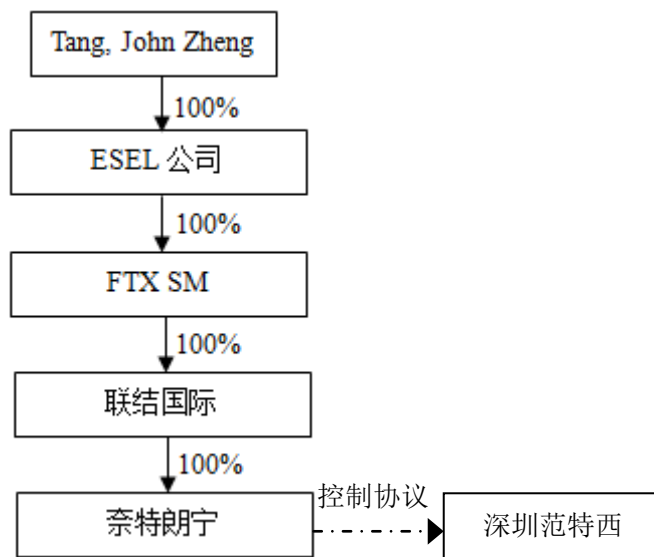 Tang, John Zheng
100%
ESEL 公司
100%
FTX SM
100%
联结国际
100%
奈特朗宁
控制协议
深圳范特西